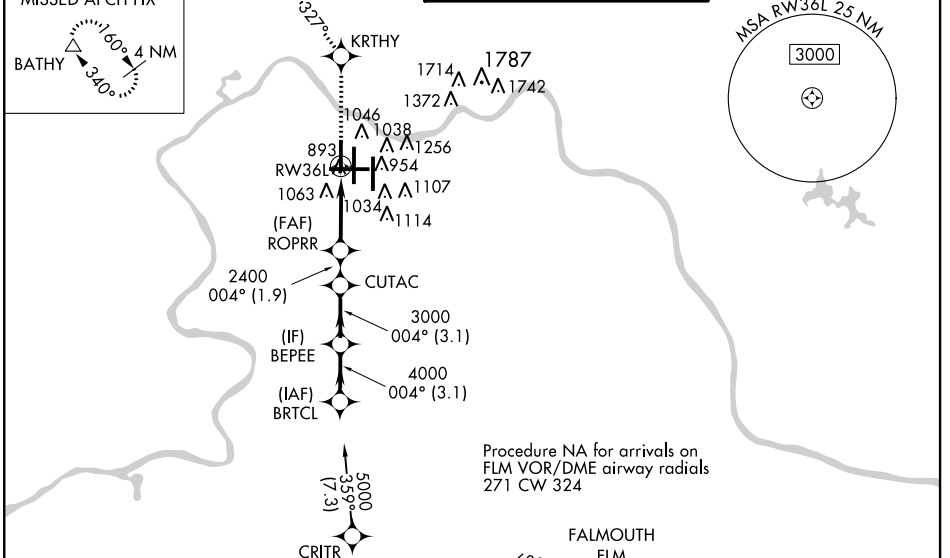 MISSED APCH FIX
BATHY
160°
4 NM
340°
327°
KRTHY
MSA RW36L 25 NM
3000
1787
1714
1742
1372
1046
1038
1256
893
954
RW36L
1063
1107
1034
1114
(FAF)
ROPRR
2400
004° (1.9)
CUTAC
3000
004° (3.1)
(IF)
BEPEE
4000
004° (3.1)
(IAF)
BRTCL
5000
359°
(7.3)
CRITR
Procedure NA for arrivals on
FLM VOR/DME airway radials
271 CW 324
FALMOUTH
FLM